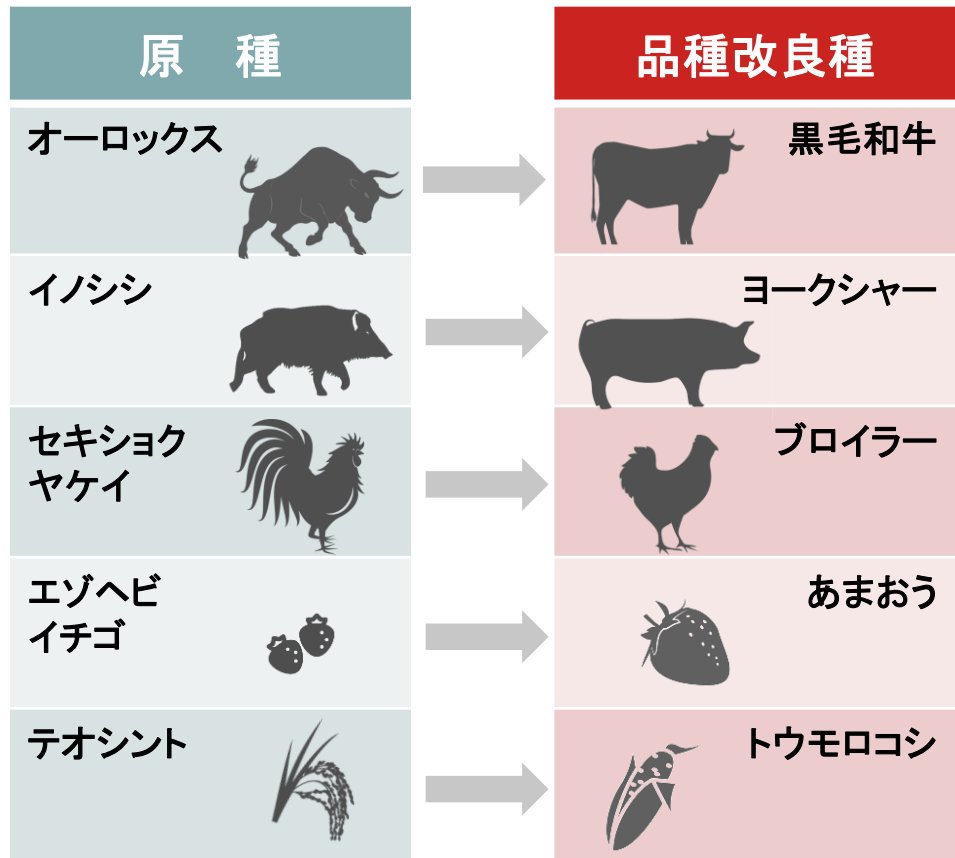 原　種
品種改良種
オーロックス
黒毛和牛
イノシシ
ヨークシャー
セキショク
ヤケイ
ブロイラー
エゾヘビ
イチゴ
あまおう
テオシント
トウモロコシ